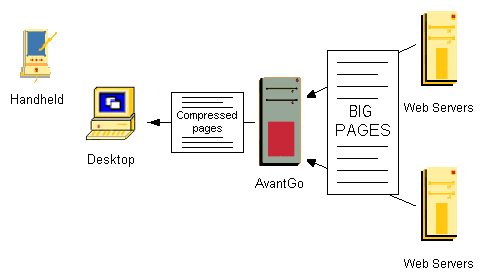 Handheld
Desktop
Compressed
pages
AvantGo
BIG
PAGES
Web Servers
Web Servers